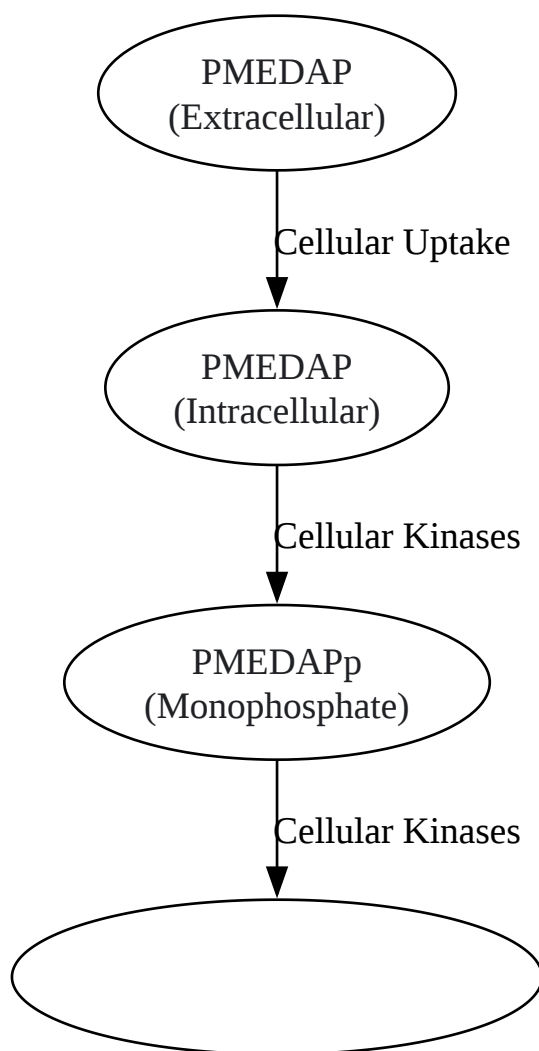 PMEDAP
(Extracellular)
Cellular Uptake
PMEDAP
(Intracellular)
Cellular Kinases
PMEDAPp
(Monophosphate)
Cellular Kinases